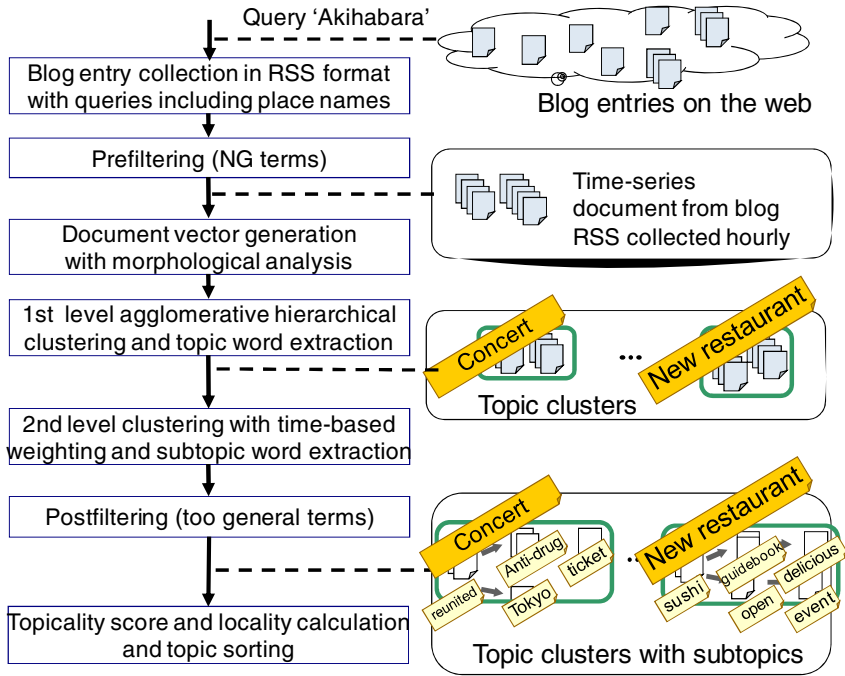 Query ‘Akihabara’
Blog entry collection in RSS format
with queries including place names
Blog entries on the web
Prefiltering (NG terms)
Time-series
document from blog
RSS collected hourly
Document vector generation
with morphological analysis
1st level agglomerative hierarchical
clustering and topic word extraction
Concert
...
New restaurant
Topic clusters
2nd level clustering with time-based
weighting and subtopic word extraction
Postfiltering (too general terms)
Concert
Anti-drug
ticket
reunited
Tokyo
...
New restaurant
guidebook
delicious
sushi
open
event
Topic clusters with subtopics
Topicality score and locality calculation
and topic sorting